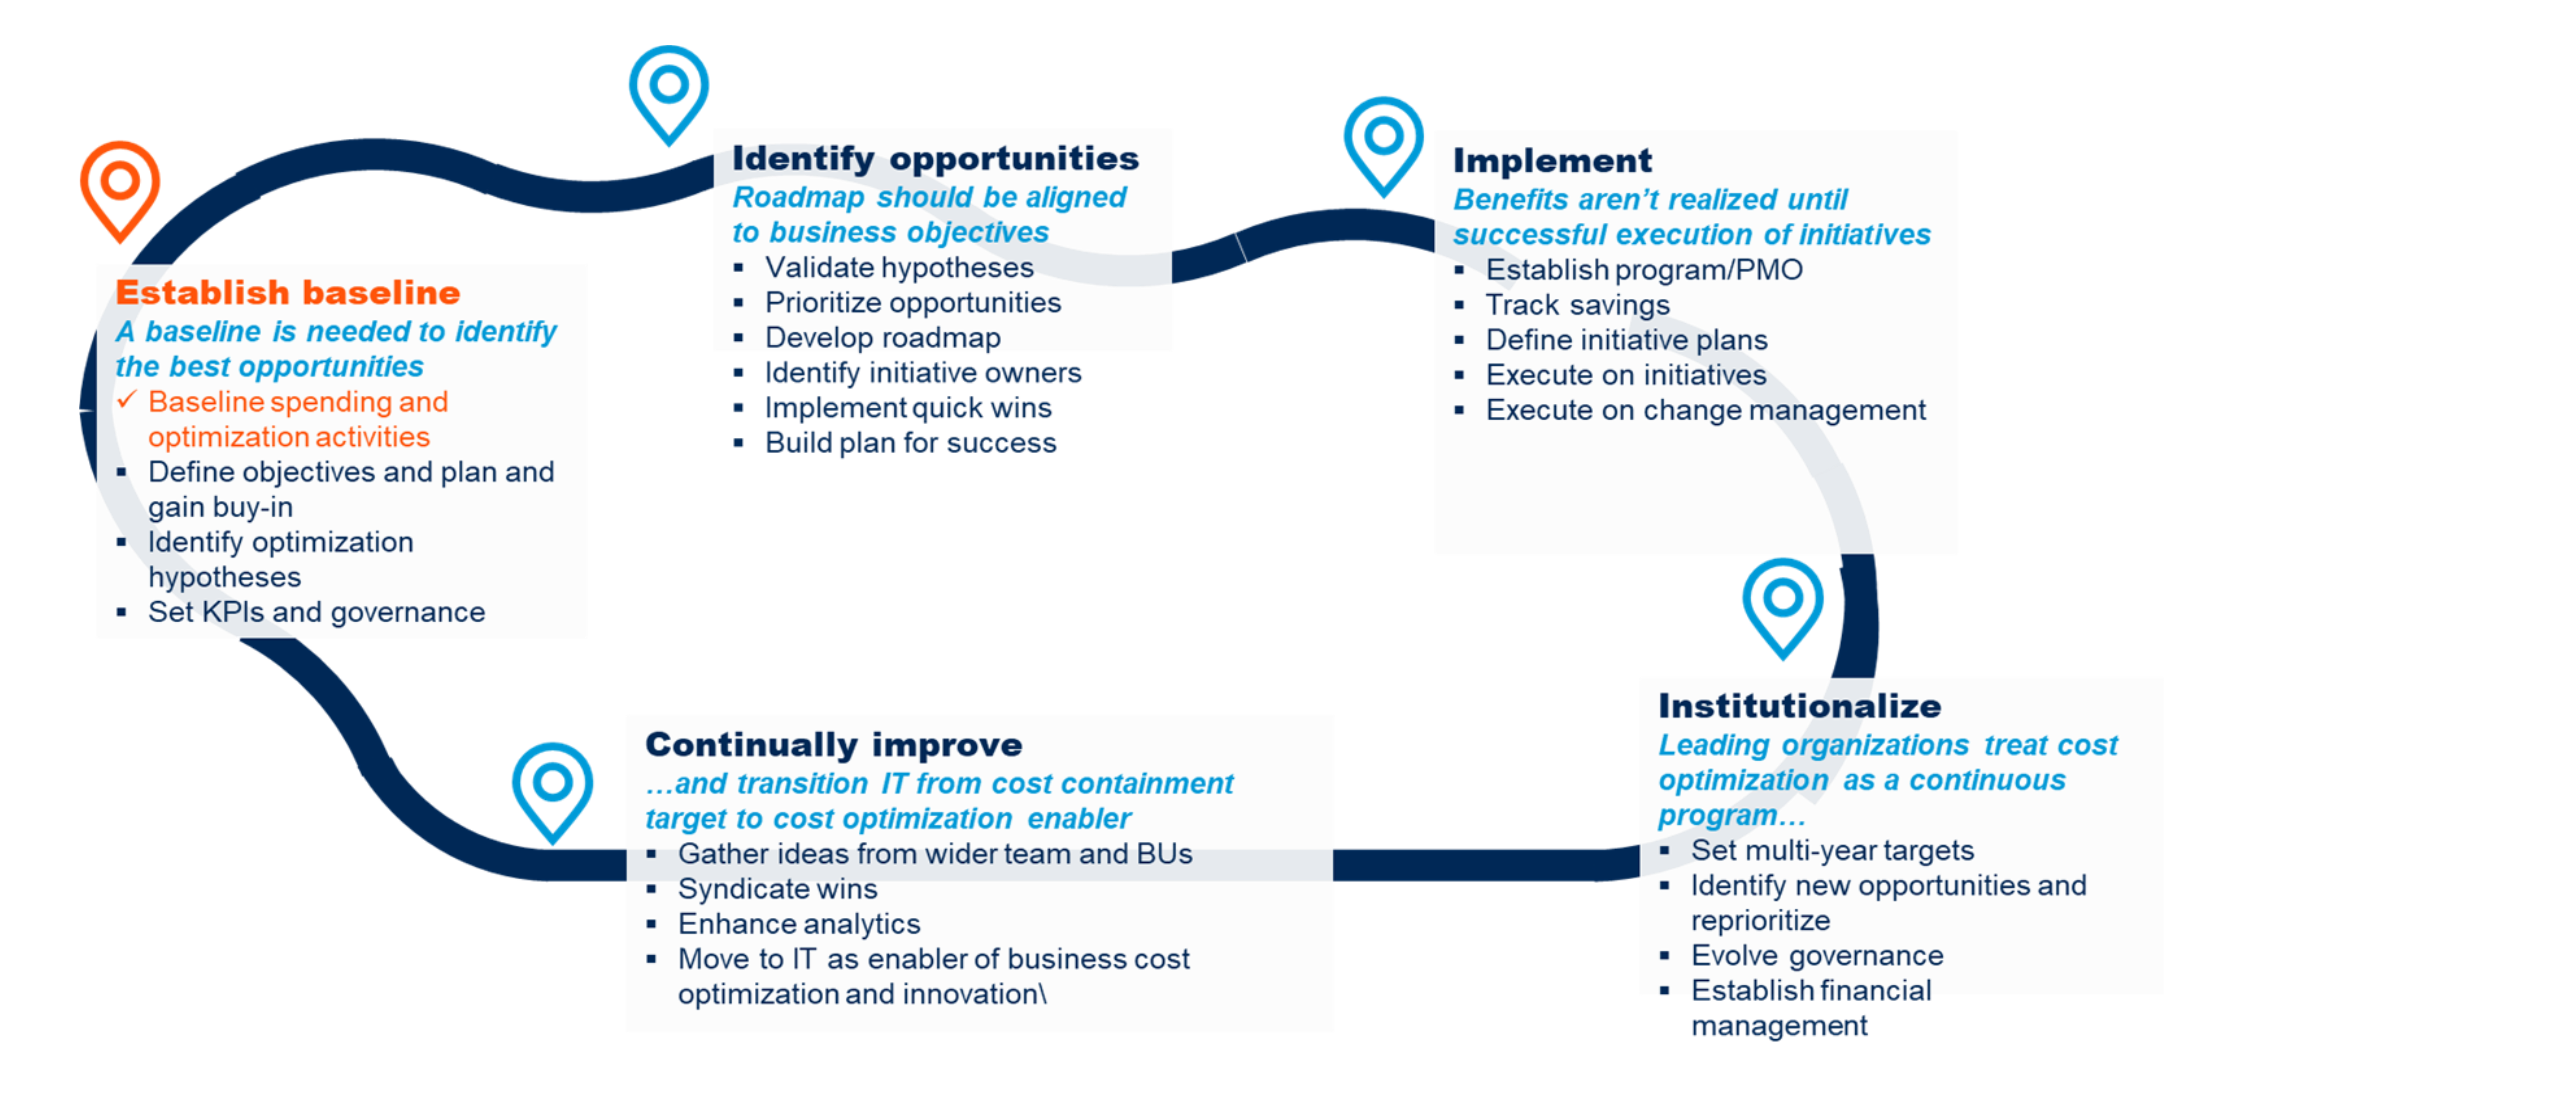 Establish baseline
A baseline is needed to identify
the best opportunities
✓ Baseline spending and
optimization activities
▪ Define objectives and plan and
gain buy-in
▪ Identify optimization
hypotheses
▪ Set KPIs and governance
Identify opportunities
Roadmap should be aligned
to business objectives
▪ Validate hypotheses
▪ Prioritize opportunities
▪ Develop roadmap
▪ Identify initiative owners
▪ Implement quick wins
▪ Build plan for success
Implement
Benefits aren’t realized until
successful execution of initiatives
▪ Establish program/PMO
▪ Track savings
▪ Define initiative plans
▪ Execute on initiatives
▪ Execute on change management
Institutionalize
Leading organizations treat cost
optimization as a continuous
program…
▪ Set multi-year targets
▪ Identify new opportunities and
reprioritize
▪ Evolve governance
▪ Establish financial
management
Continually improve
…and transition IT from cost containment
target to cost optimization enabler
▪ Gather ideas from wider team and BUs
▪ Syndicate wins
▪ Enhance analytics
▪ Move to IT as enabler of business cost
optimization and innovation\